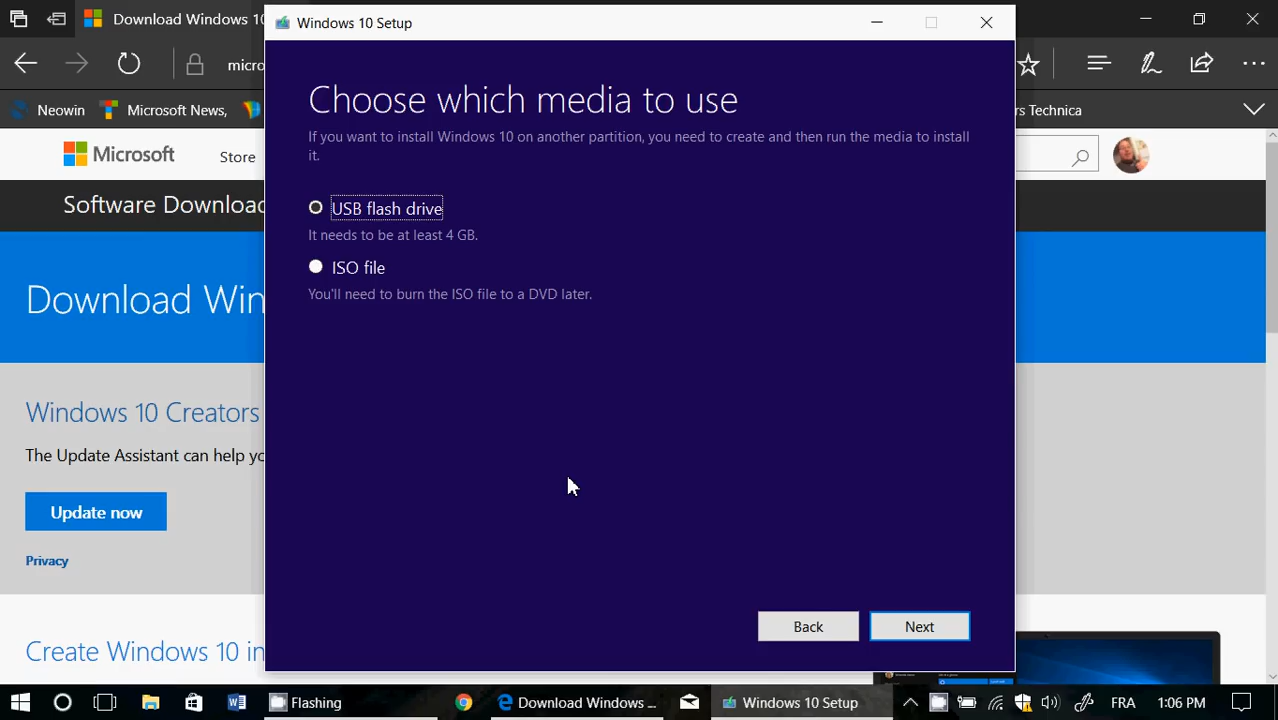 Download Windows 10
Windows 10 Setup
micro
Neowin
Microsoft News,
rs Technica
Microsoft
Store
Software Download
Download Win
Windows 10 Creators
The Update Assistant can help yo
Update now
Privacy
Create Windows 10 in
Choose which media to use
If you want to install Windows 10 on another partition, you need to create and then run the media to install
it.
USB flash drive
It needs to be at least 4 GB.
ISO file
You'll need to burn the ISO file to a DVD later.
Back
Next
Flashing
Download Windows ...
Windows 10 Setup
FRA
1:06 PM